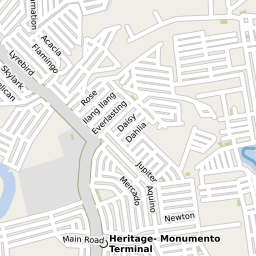 Acacia
Flamingo
Lyrebird
Skylark
Rose
Ilang Ilang
Everlasting
Daisy
Dahlia
Jupiter
Mercado
Aquino
Newton
Main Road
Heritage- Monumento
Terminal